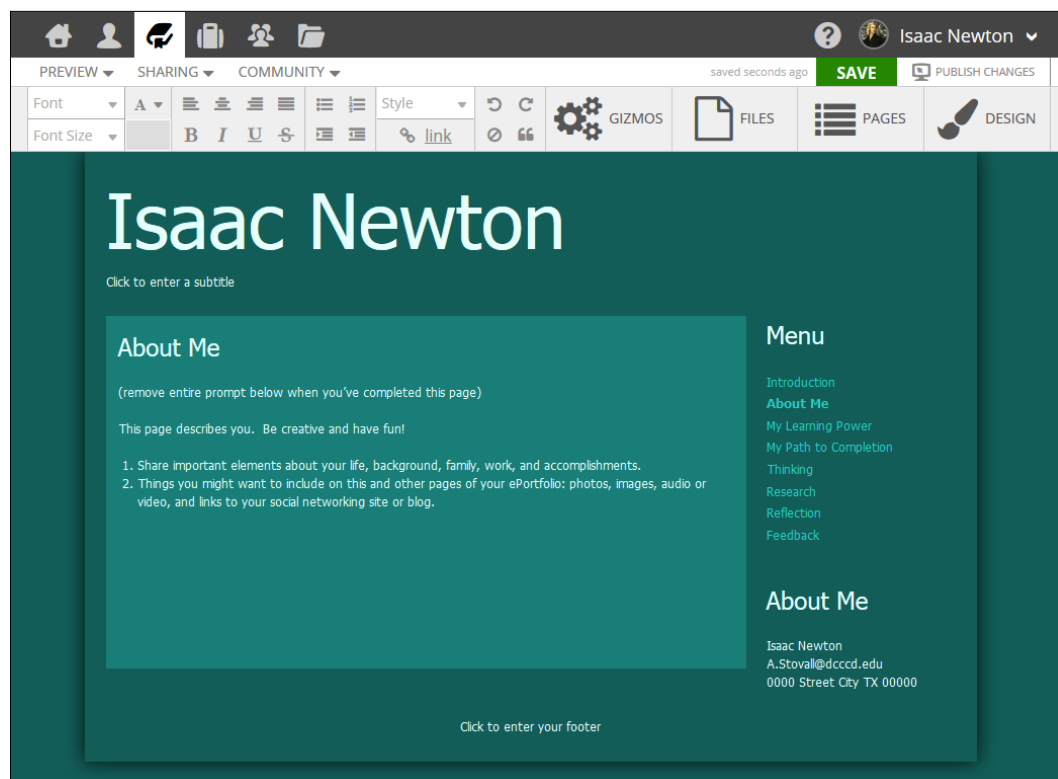 Isaac Newton
PREVIEW SHARING COMMUNITY saved seconds ago SAVE PUBLISH CHANGES
Font A Style
Font Size B I U S link
GIZMOS FILES PAGES DESIGN
Isaac Newton
Click to enter a subtitle
About Me
(remove entire prompt below when you've completed this page)
This page describes you.  Be creative and have fun!
1. Share important elements about your life, background, family, work, and accomplishments.
2. Things you might want to include on this and other pages of your ePortfolio: photos, images, audio or
video, and links to your social networking site or blog.
Menu
Introduction
About Me
My Learning Power
My Path to Completion
Thinking
Research
Reflection
Feedback
About Me
Isaac Newton
A.Stovall@dcccd.edu
0000 Street City TX 00000
Click to enter your footer